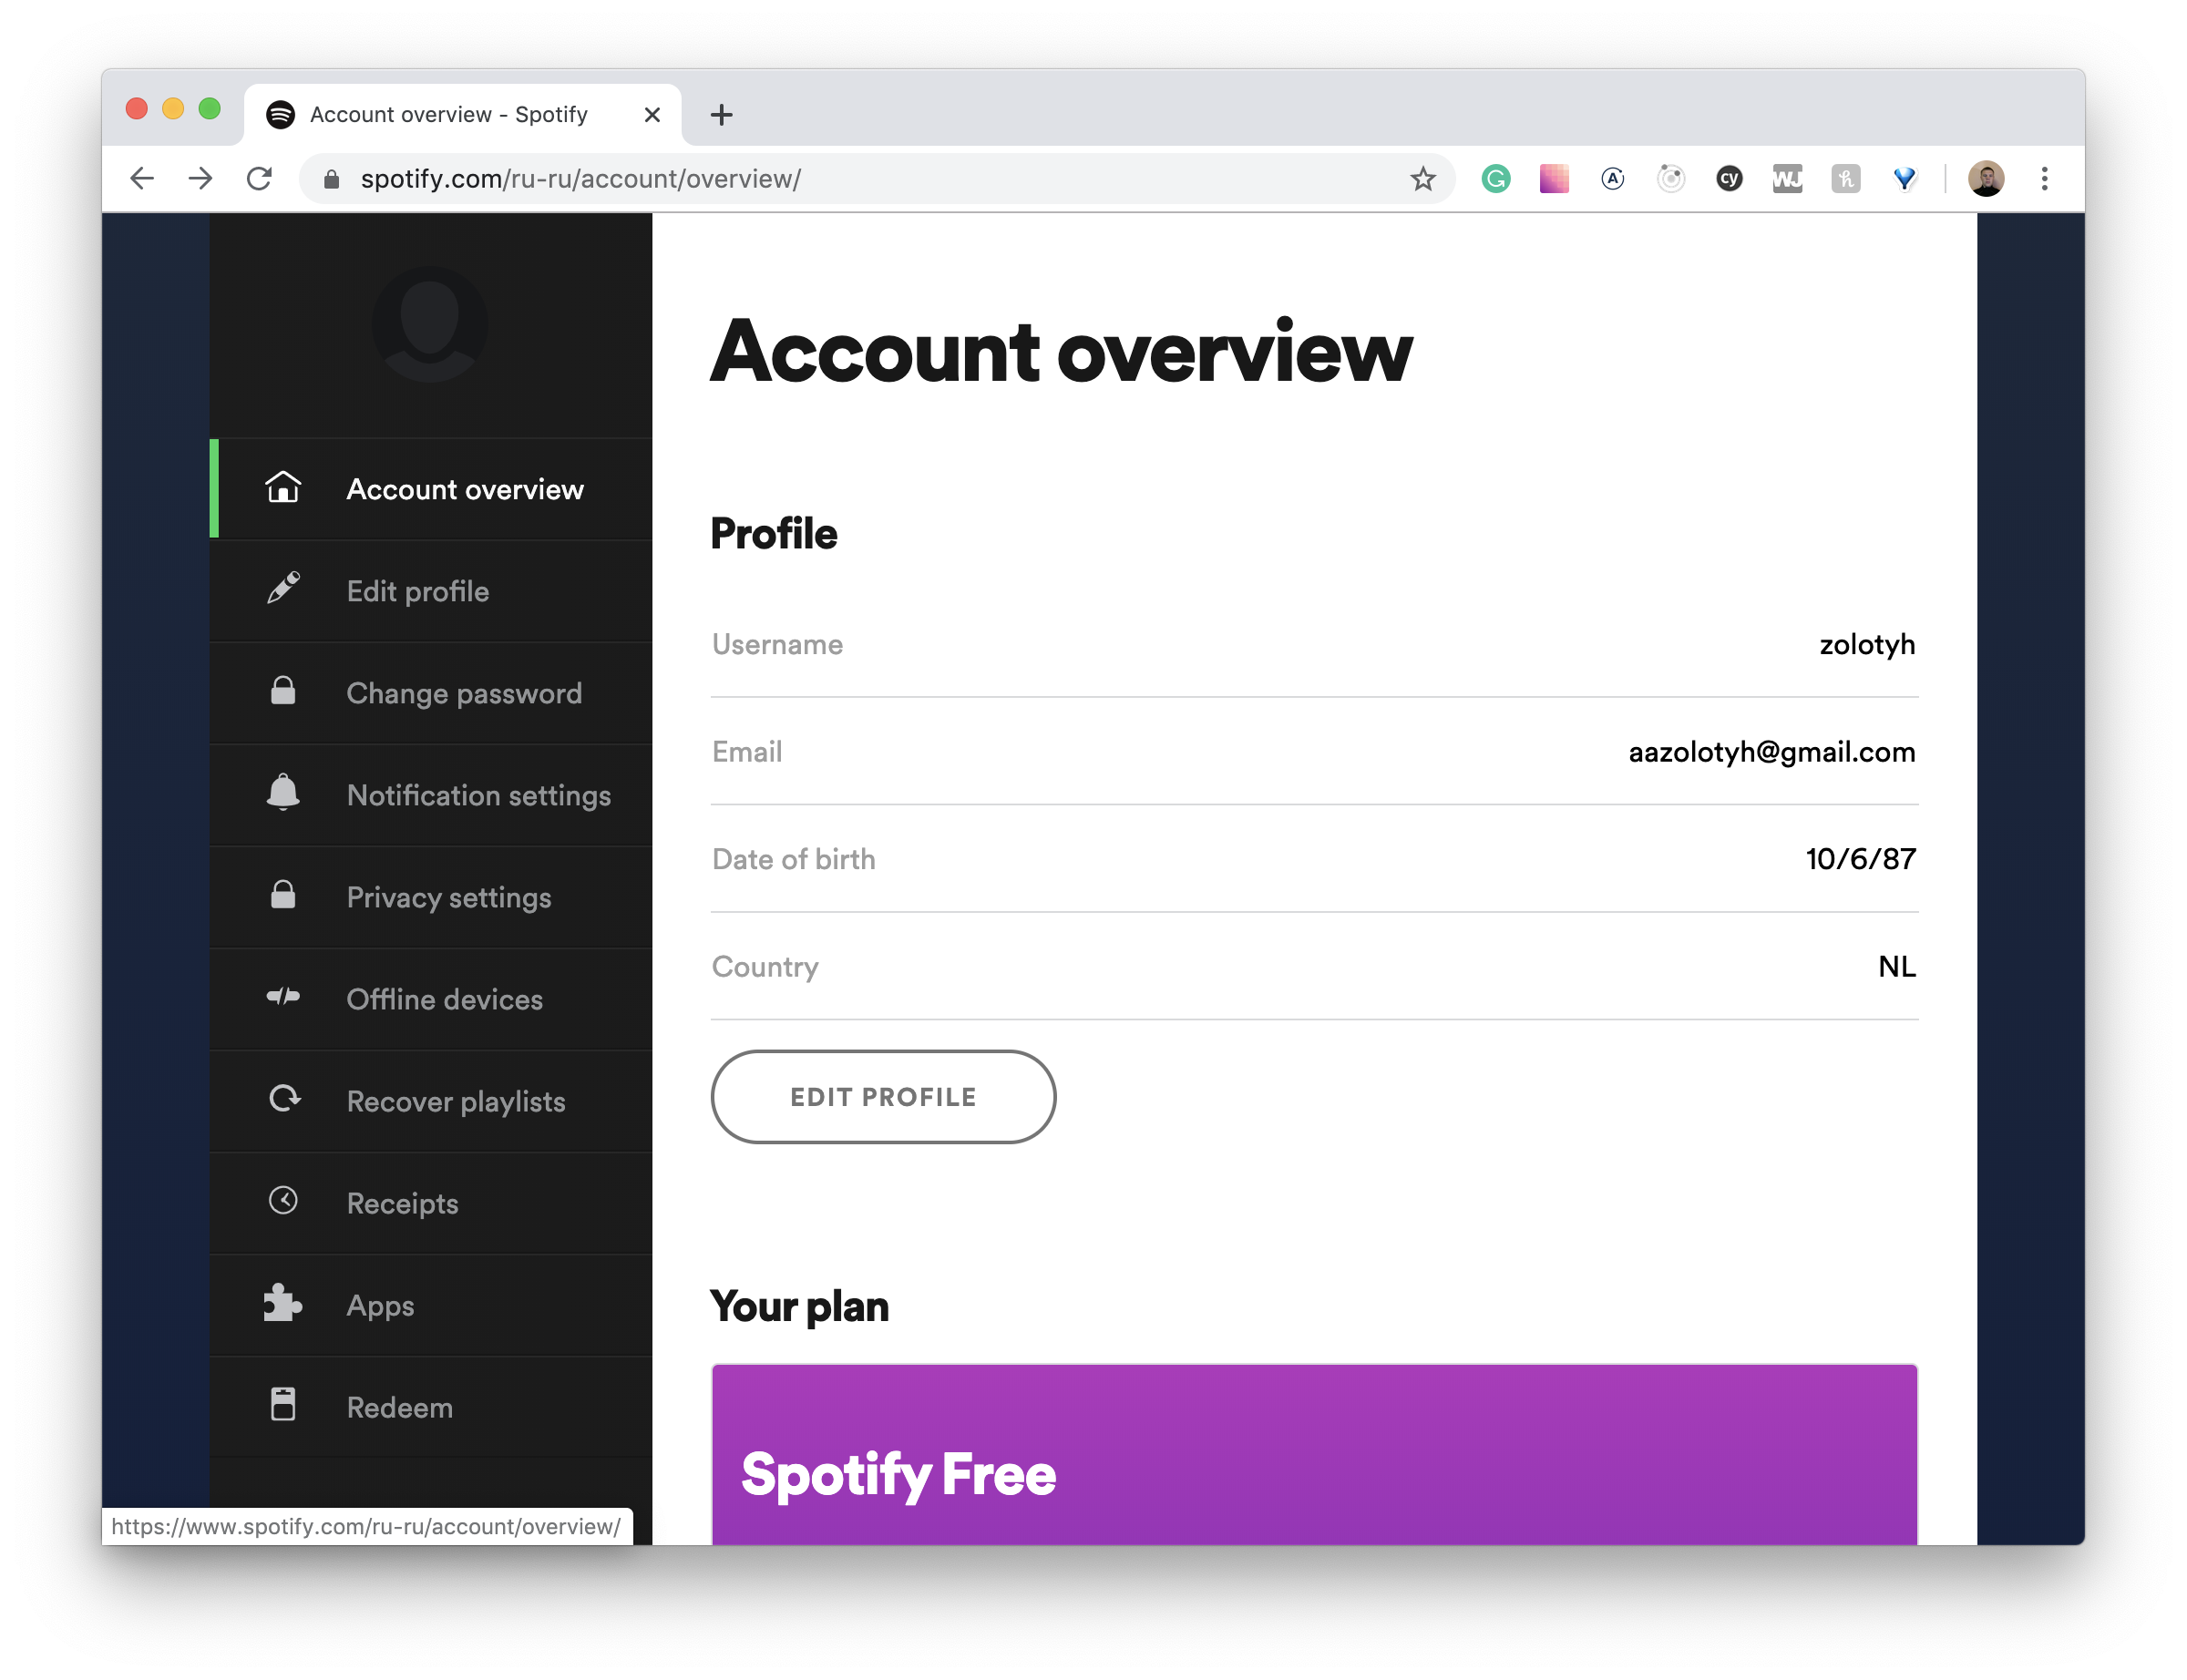 Account overview - Spotify
spotify.com/ru-ru/account/overview/
G
A
cy
WJ
h
Account overview
Edit profile
Change password
Notification settings
Privacy settings
Offline devices
Recover playlists
Receipts
Apps
Redeem
Account overview
Profile
Username zolotyh
Email aazolotyh@gmail.com
Date of birth 10/6/87
Country NL
EDIT PROFILE
Your plan
Spotify Free
https://www.spotify.com/ru-ru/account/overview/